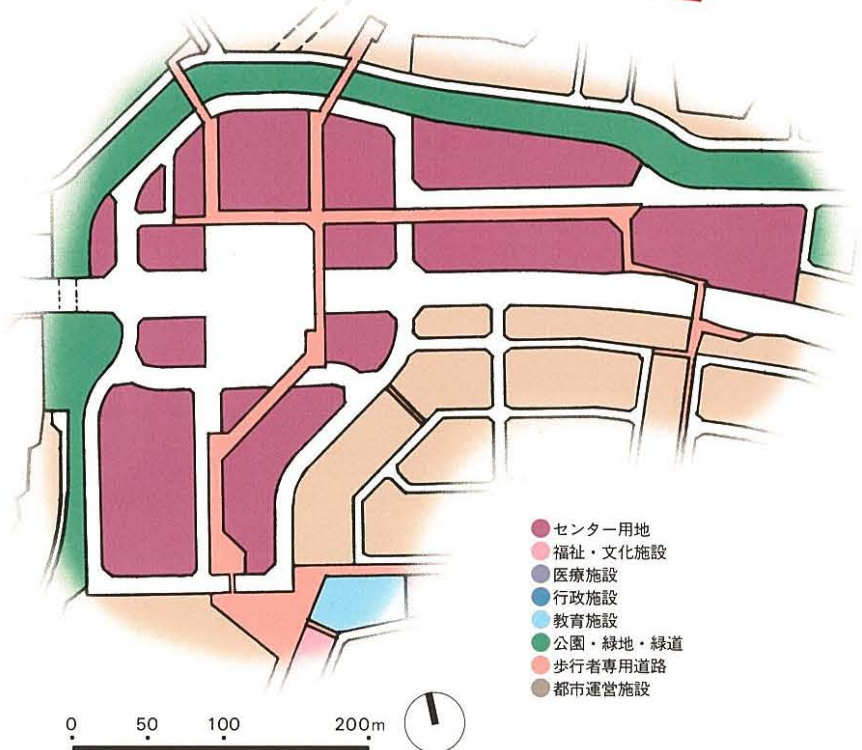 センター用地
福祉・文化施設
医療施設
行政施設
教育施設
公園・緑地・緑道
歩行者専用道路
都市運営施設
0 50 100 200m